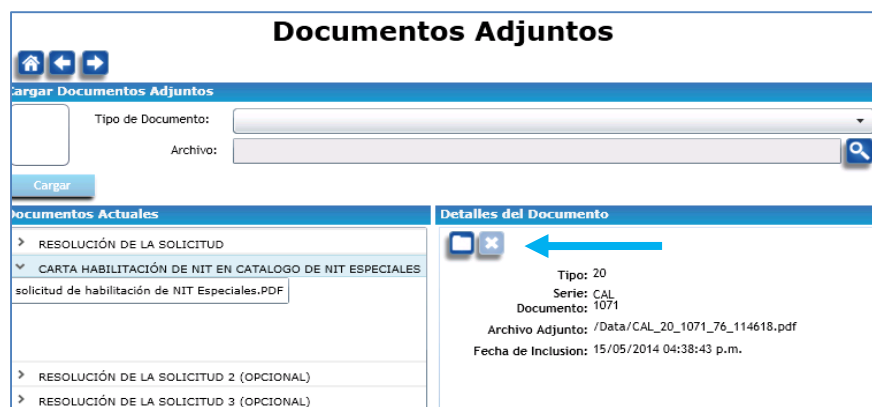 Documentos Adjuntos
Cargar Documentos Adjuntos
Tipo de Documento:
Archivo:
Cargar
Documentos Actuales
Detalles del Documento
> RESOLUCIÓN DE LA SOLICITUD
CARTA HABILITACIÓN DE NIT EN CATALOGO DE NIT ESPECIALES
solicitud de habilitación de NIT Especiales.PDF
> RESOLUCIÓN DE LA SOLICITUD 2 (OPCIONAL)
> RESOLUCIÓN DE LA SOLICITUD 3 (OPCIONAL)
Tipo: 20
Serie: CAL
Documento: 1071
Archivo Adjunto: /Data/CAL_20_1071_76_114618.pdf
Fecha de Inclusion: 15/05/2014 04:38:43 p.m.